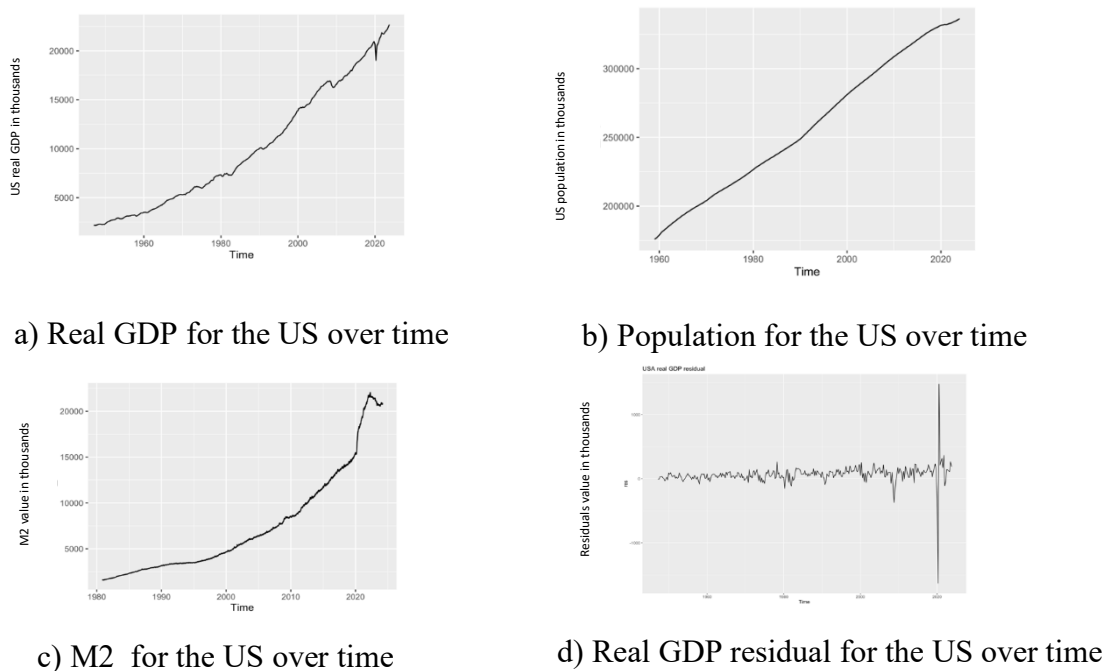 US real GDP in thousands
20000
15000
10000
5000
1960
1980
2000
2020
Time
US population in thousands
300000
250000
200000
1960
1980
2000
2020
Time
a) Real GDP for the US over time
b) Population for the US over time
M2 value in thousands
20000
15000
10000
5000
1980
1990
2000
2010
2020
Time
USA real GDP residual
Residuals value in thousands
res
0
Time
c) M2 for the US over time
d) Real GDP residual for the US over time